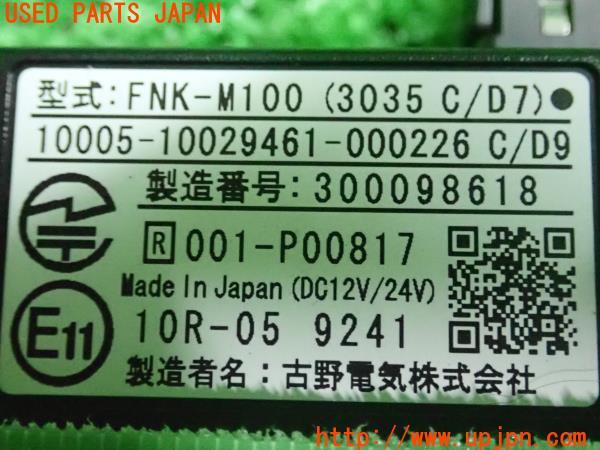 USED PARTS JAPAN
型式:FNK-M100 (3035 C/D7)●
10005-10029461-000226 C/D9
製造番号:300098618
R 001-P00817
Made In Japan (DC12V/24V)
E11 10R-05 9241
製造者名:古野電気株式会社
UPJ www.upjpn.com